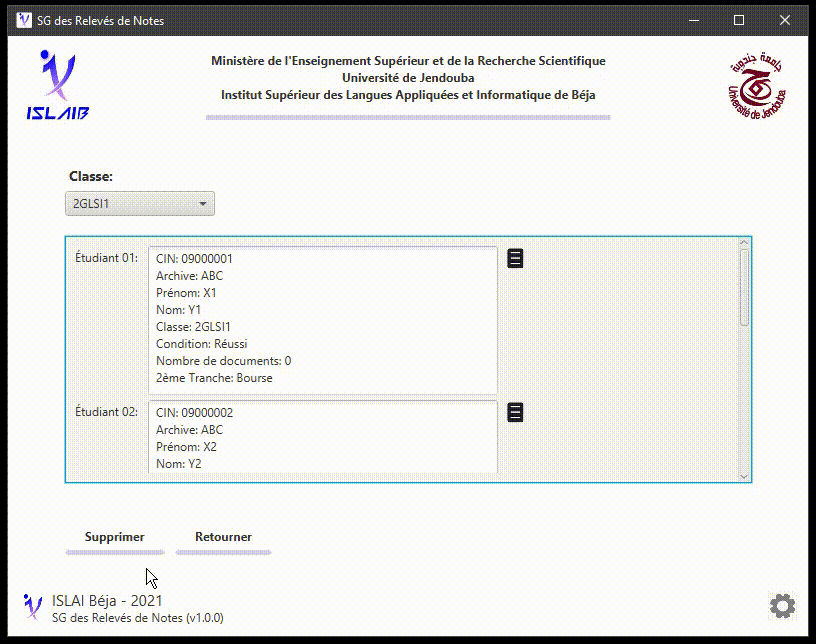 SG des Relevés de Notes
ISLAIB
Ministère de l'Enseignement Supérieur et de la Recherche Scientifique
Université de Jendouba
Institut Supérieur des Langues Appliquées et Informatique de Béja
جامعة جندوبة
Université de Jendouba
Classe:
2GLSI1
Étudiant 01:
CIN: 09000001
Archive: ABC
Prénom: X1
Nom: Y1
Classe: 2GLSI1
Condition: Réussi
Nombre de documents: 0
2ème Tranche: Bourse
Étudiant 02:
CIN: 09000002
Archive: ABC
Prénom: X2
Nom: Y2
Supprimer
Retourner
ISLAI Béja - 2021
SG des Relevés de Notes (v1.0.0)